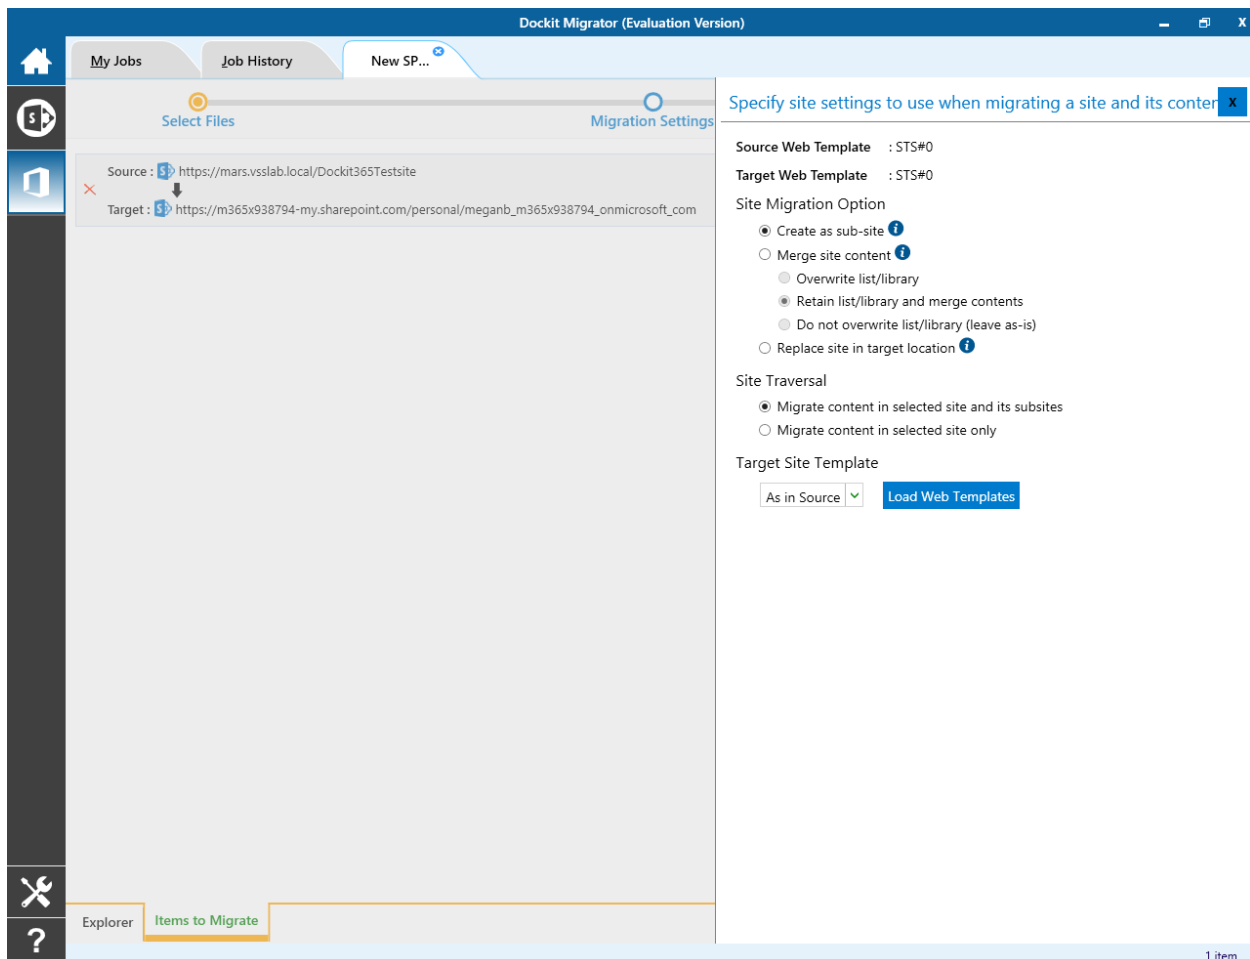 Dockit Migrator (Evaluation Version)
X
My Jobs
Job History
New SP...
Select Files
Migration Settings
Source : https://mars.vsslab.local/Dockit365Testsite
Target : https://m365x938794-my.sharepoint.com/personal/meganb_m365x938794_onmicrosoft_com
Specify site settings to use when migrating a site and its conter
x
Source Web Template : STS#0
Target Web Template : STS#0
Site Migration Option
Create as sub-site
Merge site content
Overwrite list/library
Retain list/library and merge contents
Do not overwrite list/library (leave as-is)
Replace site in target location
Site Traversal
Migrate content in selected site and its subsites
Migrate content in selected site only
Target Site Template
As in Source
Load Web Templates
Explorer
Items to Migrate
?
1 item